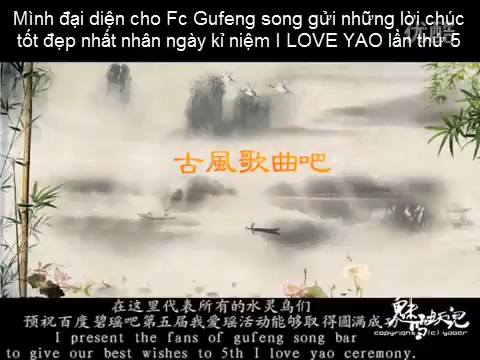 Mình đại diện cho Fc Gufeng song gửi những lời chúc
tốt đẹp nhất nhân ngày kỉ niệm I LOVE YAO lần thứ 5
优酷
古風歌曲吧
在这里代表所有的水灵鸟们
预祝百度碧瑶吧第五届我爱瑶活动能够取得圆满成
I present the fans of gufeng song bar
to give our best wishes to 5th I love yao ceremony.
copyright (c) yaoer